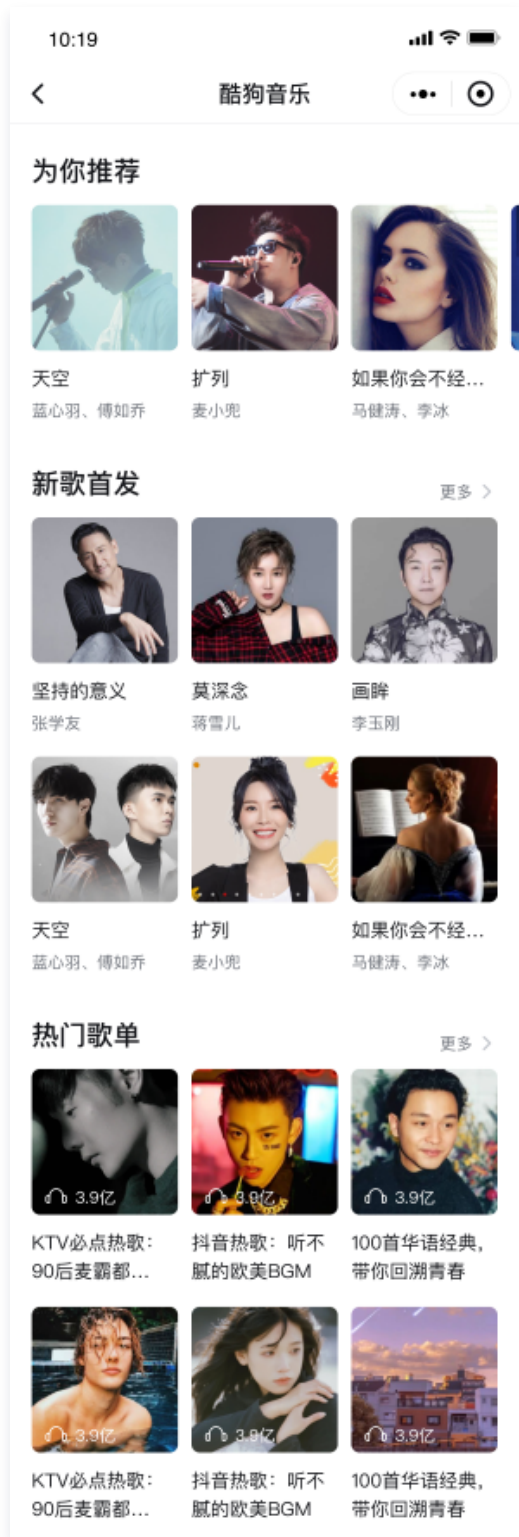 10:19
酷狗音乐
为你推荐
天空
扩列
如果你会不经...
蓝心羽、傅如乔
麦小兜
马健涛、李冰
新歌首发
更多
坚持的意义
莫深念
画眸
张学友
蒋雪儿
李玉刚
天空
扩列
如果你会不经...
蓝心羽、傅如乔
麦小兜
马健涛、李冰
热门歌单
更多
3.9亿
3.9亿
3.9亿
KTV必点热歌：
抖音热歌：听不
100首华语经典，
90后麦霸都...
腻的欧美BGM
带你回溯青春
3.9亿
3.9亿
3.9亿
KTV必点热歌：
抖音热歌：听不
100首华语经典，
90后麦霸都...
腻的欧美BGM
带你回溯青春